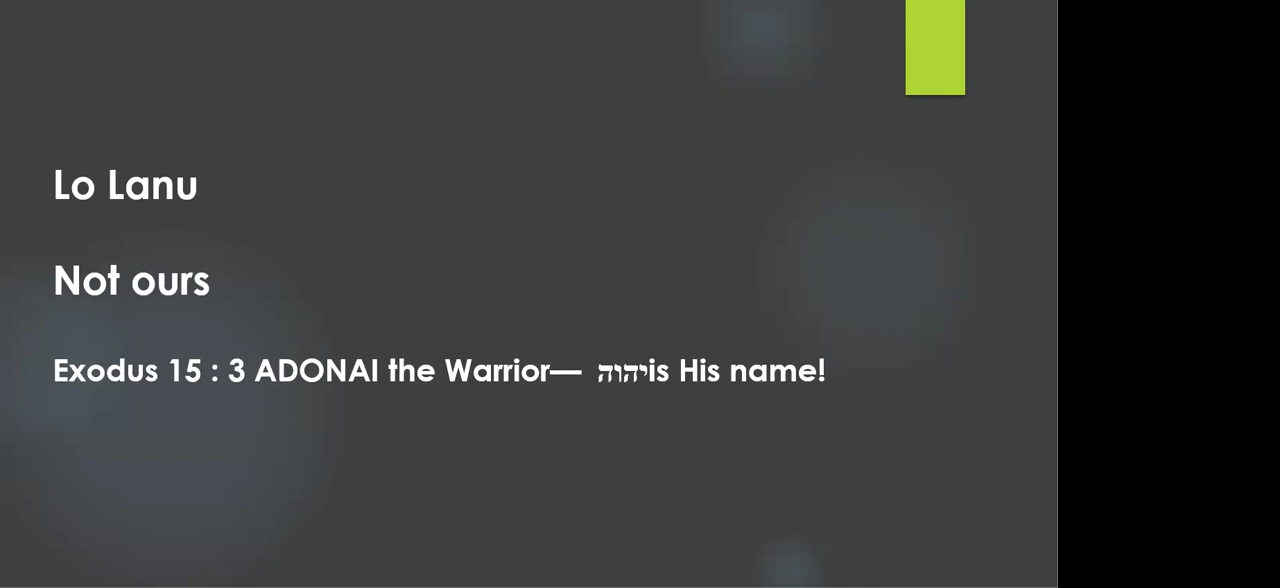 Lo Lanu
Not ours
Exodus 15 : 3 ADONAI the Warrior— יהוה is His name!